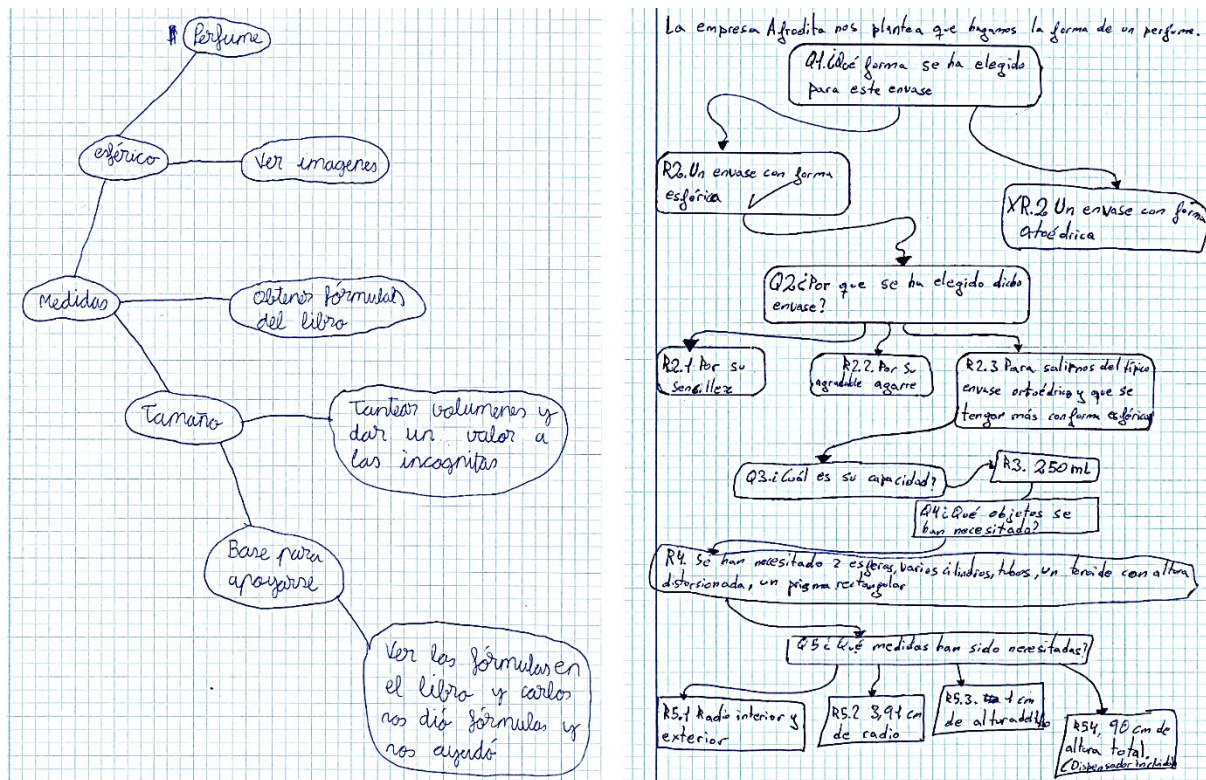 Perfume
esférico
Ver imagenes
Medidas
Obtener fórmulas
del libro
Tamaño
Tantear volumenes y
dar un valor a
las incognitas
Base para
apoyarse
Ver las fórmulas en
el libro y carlos
nos dió fórmulas y
nos ayudó
La empresa Afrodita nos plantea que hagamos la forma de un perfume.
Q1.¿Qué forma se ha elegido
para este envase
R2.Un envase con forma
esférica
XR.2 Un envase con forma
ortoédrica
Q2¿Por que se ha elegido dicho
envase?
R2.1 Por su
sencillez
R2.2. Por su
agradable agarre
R2.3 Para salirnos del típico
envase ortoédrico y que se
tengan más con forma esférica
Q3.¿Cuál es su capacidad?
R3. 250 mL
Q4¿Qué objetos se
han necesitado?
R4. Se han necesitado 2 esferas, varios cilindros, tubos, un toroide con altura
distorsionada, un prisma rectangular
Q5¿Qué medidas han sido necesitadas?
R5.1 Radio interior y
exterior
R5.2 3,91 cm
de radio
R5.3. 1 cm
de altura
R5.4. 90 cm de
altura total.
(Dispensador incluido)